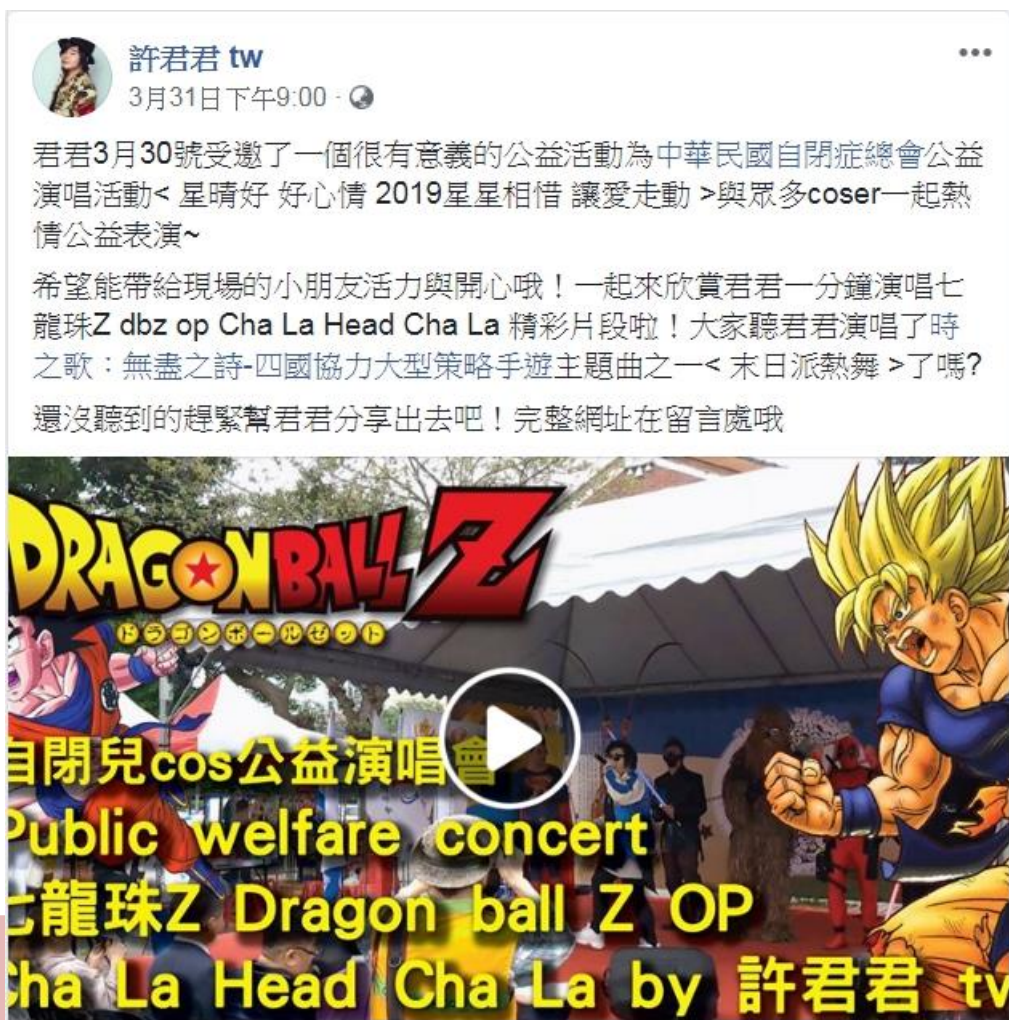 許君君 tw
3月31日下午9:00 ·
君君3月30號受邀了一個很有意義的公益活動為中華民國自閉症總會公益
演唱活動< 星晴好 好心情 2019星星相惜 讓愛走動 >與眾多coser一起熱
情公益表演~
希望能帶給現場的小朋友活力與開心哦！一起來欣賞君君一分鐘演唱七
龍珠Z dbz op Cha La Head Cha La 精彩片段啦！大家聽君君演唱了時
之歌：無盡之詩-四國協力大型策略手遊主題曲之一< 末日派熱舞 >了嗎?
還沒聽到的趕緊幫君君分享出去吧！完整網址在留言處哦
DRAGONBALL Z
ドラゴンボールゼット
自閉兒cos公益演唱會
Public welfare concert
七龍珠Z Dragon ball Z OP
Cha La Head Cha La by 許君君 tw